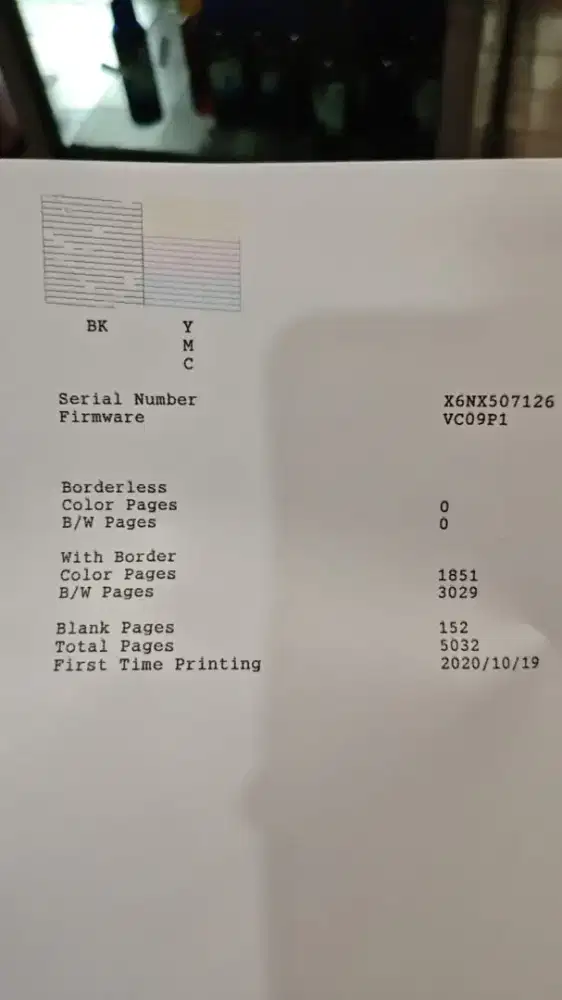 BK Y
M
C
Serial Number X6NX507126
Firmware VC09P1
Borderless
Color Pages 0
B/W Pages 0
With Border
Color Pages 1851
B/W Pages 3029
Blank Pages 152
Total Pages 5032
First Time Printing 2020/10/19